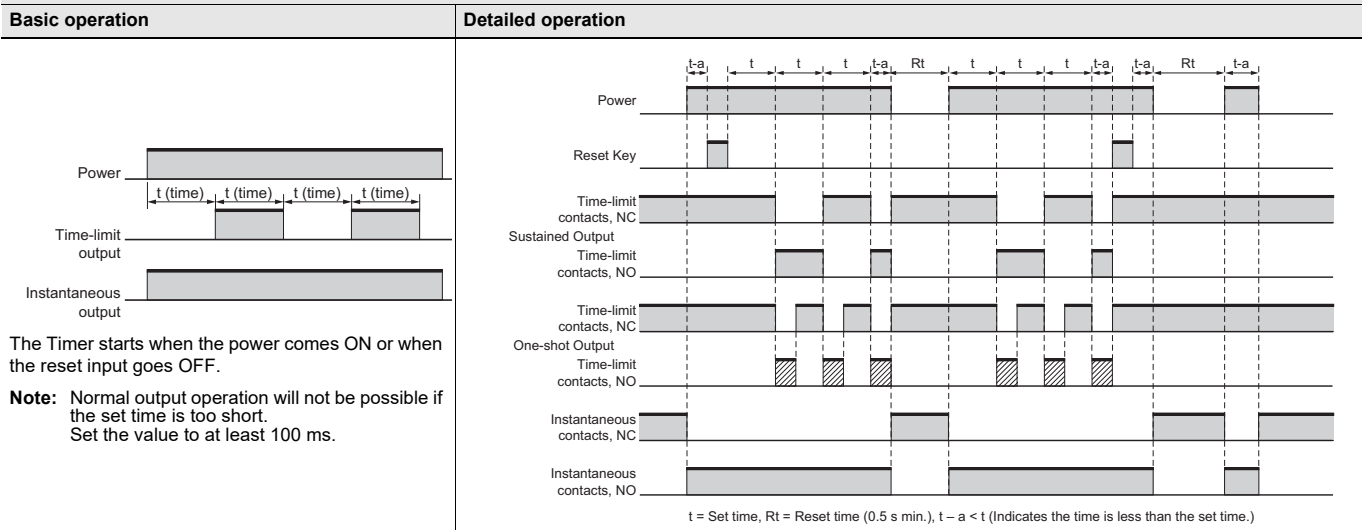 Basic operation
Detailed operation
Power
t (time)
t (time)
t (time)
t (time)
Time-limit
output
Instantaneous
output
The Timer starts when the power comes ON or when
the reset input goes OFF.
Note: Normal output operation will not be possible if
the set time is too short.
Set the value to at least 100 ms.
t-a t t t t-a Rt t t t t-a t-a Rt t-a
Power
Reset Key
Time-limit
contacts, NC
Sustained Output
Time-limit
contacts, NO
Time-limit
contacts, NC
One-shot Output
Time-limit
contacts, NO
Instantaneous
contacts, NC
Instantaneous
contacts, NO
t = Set time, Rt = Reset time (0.5 s min.), t – a < t (Indicates the time is less than the set time.)